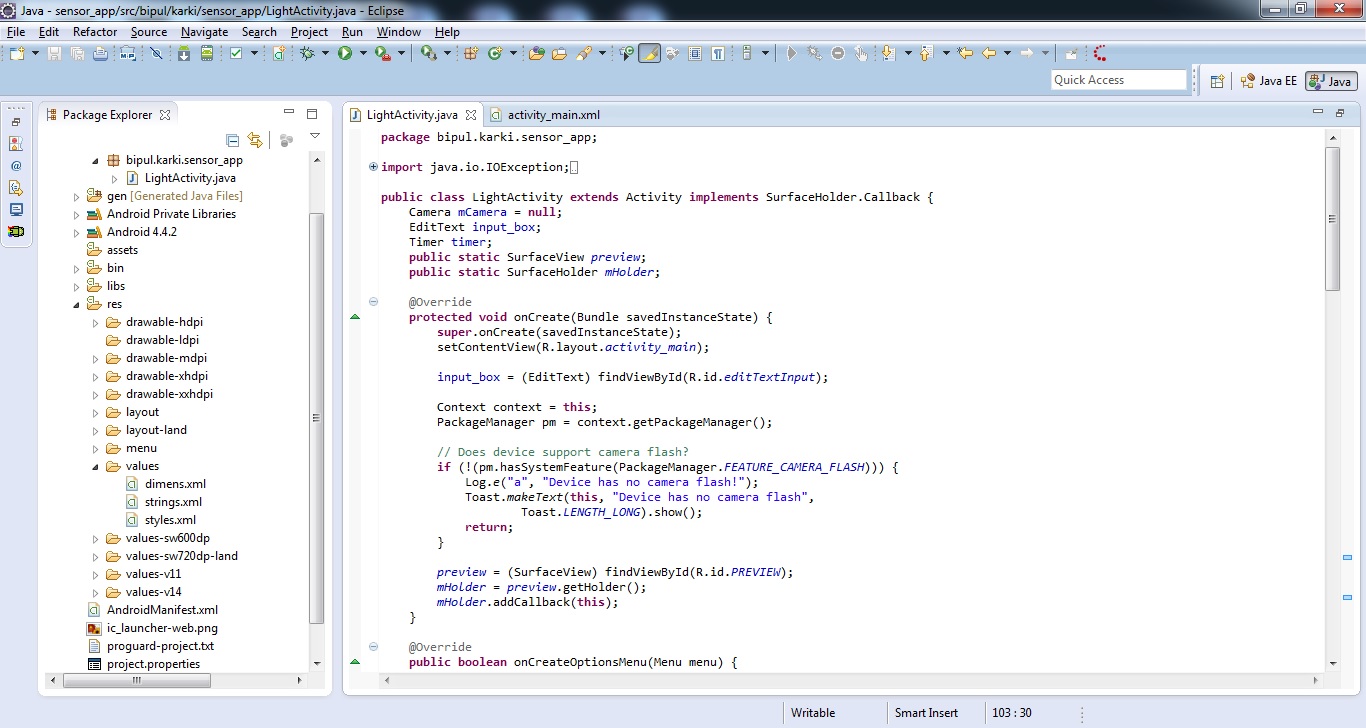 Java - sensor_app/src/bipul/karki/sensor_app/LightActivity.java - Eclipse
File Edit Refactor Source Navigate Search Project Run Window Help
Quick Access
Java EE
Java
Package Explorer
bipul.karki.sensor_app
LightActivity.java
gen [Generated Java Files]
Android Private Libraries
Android 4.4.2
assets
bin
libs
res
drawable-hdpi
drawable-ldpi
drawable-mdpi
drawable-xhdpi
drawable-xxhdpi
layout
layout-land
menu
values
dimens.xml
strings.xml
styles.xml
values-sw600dp
values-sw720dp-land
values-v11
values-v14
AndroidManifest.xml
ic_launcher-web.png
proguard-project.txt
project.properties
LightActivity.java
activity_main.xml
package bipul.karki.sensor_app;
import java.io.IOException;
public class LightActivity extends Activity implements SurfaceHolder.Callback {
Camera mCamera = null;
EditText input_box;
Timer timer;
public static SurfaceView preview;
public static SurfaceHolder mHolder;
@Override
protected void onCreate(Bundle savedInstanceState) {
super.onCreate(savedInstanceState);
setContentView(R.layout.activity_main);
input_box = (EditText) findViewById(R.id.editTextInput);
Context context = this;
PackageManager pm = context.getPackageManager();
// Does device support camera flash?
if (!(pm.hasSystemFeature(PackageManager.FEATURE_CAMERA_FLASH))) {
Log.e("a", "Device has no camera flash!");
Toast.makeText(this, "Device has no camera flash",
Toast.LENGTH_LONG).show();
return;
}
preview = (SurfaceView) findViewById(R.id.PREVIEW);
mHolder = preview.getHolder();
mHolder.addCallback(this);
}
@Override
public boolean onCreateOptionsMenu(Menu menu) {
Writable
Smart Insert
103 : 30